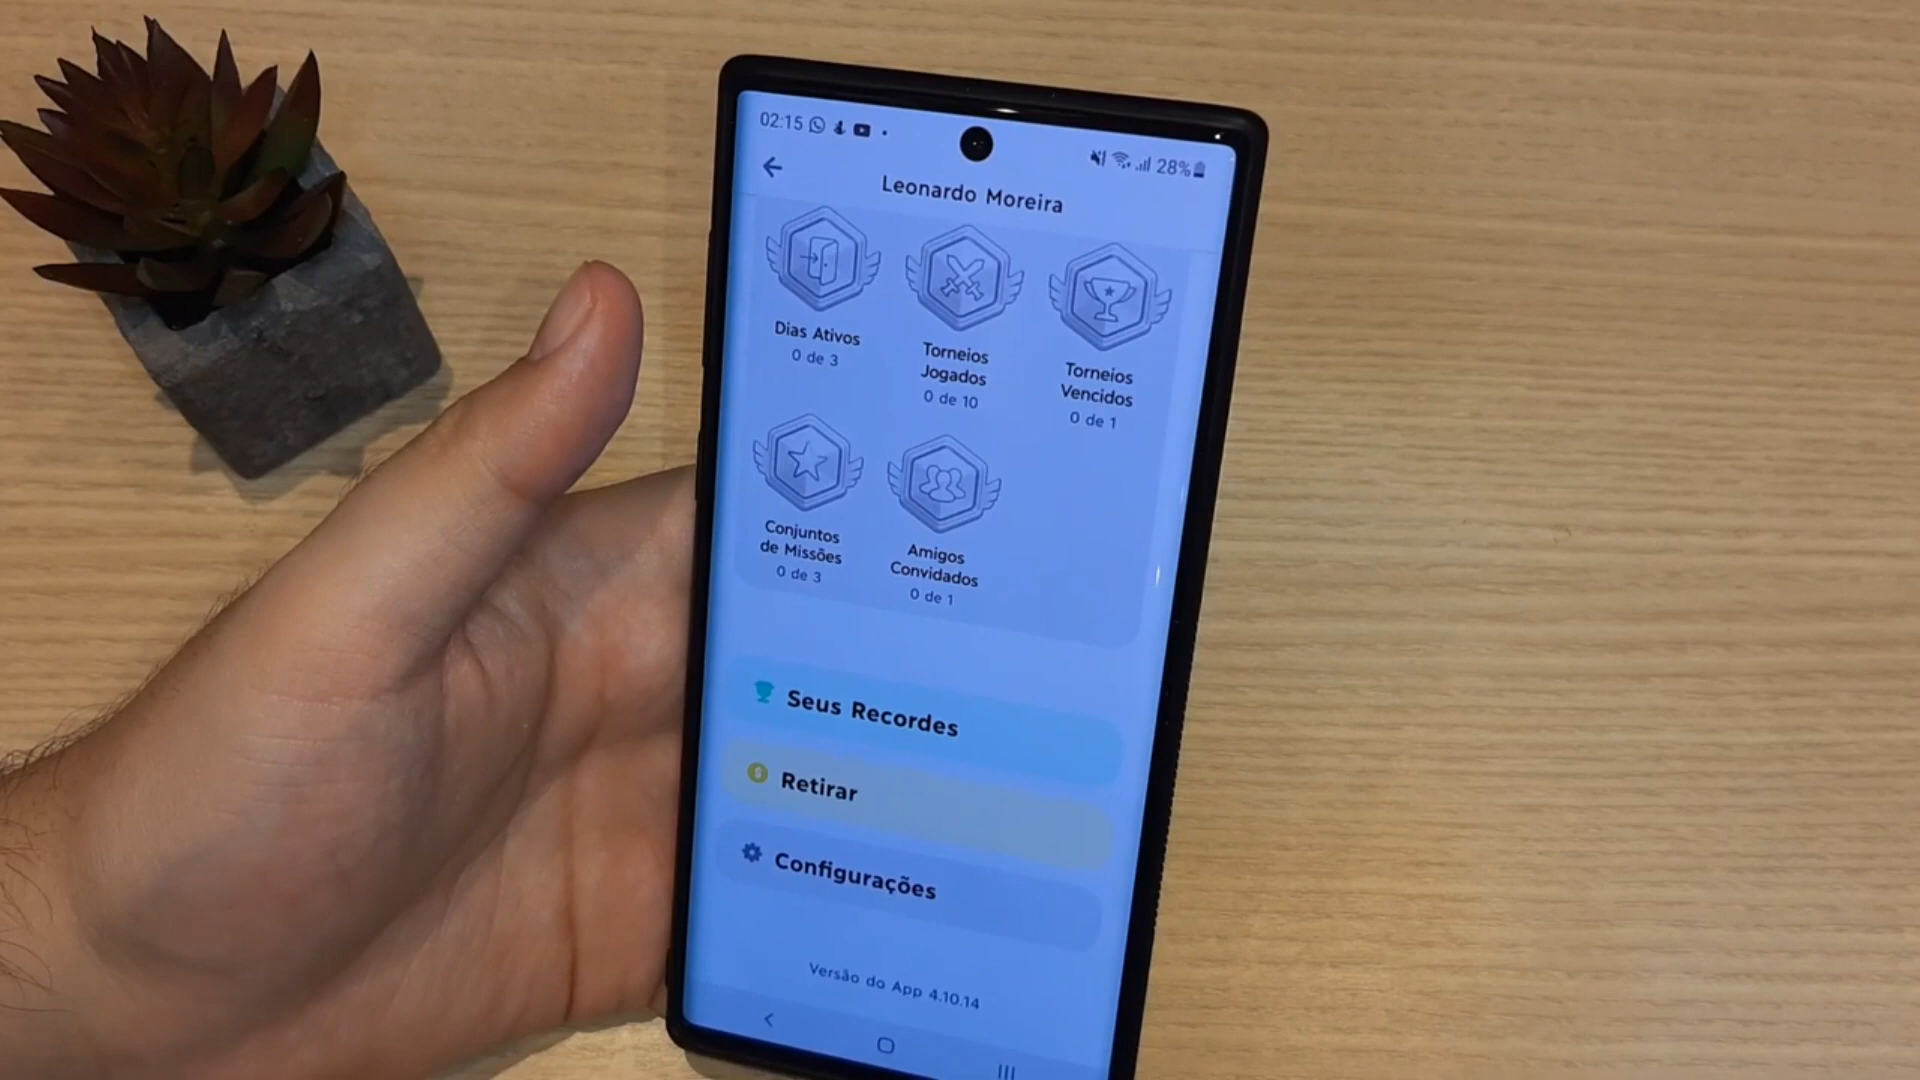 02:15
28%
Leonardo Moreira
Dias Ativos
0 de 3
Torneios
Jogados
0 de 10
Torneios
Vencidos
0 de 1
Conjuntos
de Missões
0 de 3
Amigos
Convidados
0 de 1
Seus Recordes
Retirar
Configurações
Versão do App 4.10.14